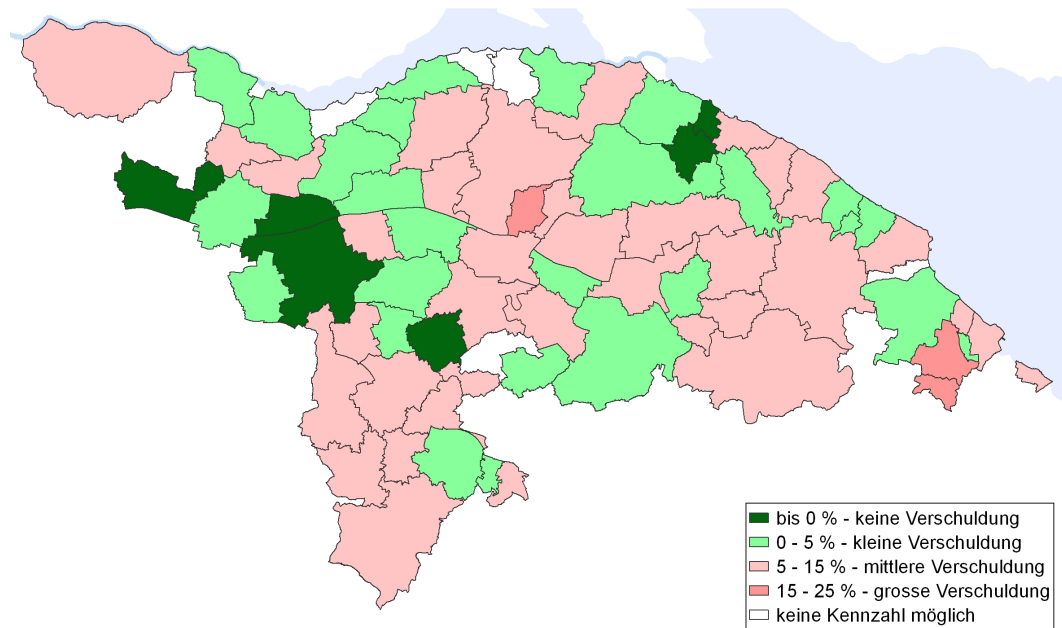 bis 0 % - keine Verschuldung
0 - 5 % - kleine Verschuldung
5 - 15 % - mittlere Verschuldung
15 - 25 % - grosse Verschuldung
keine Kennzahl möglich